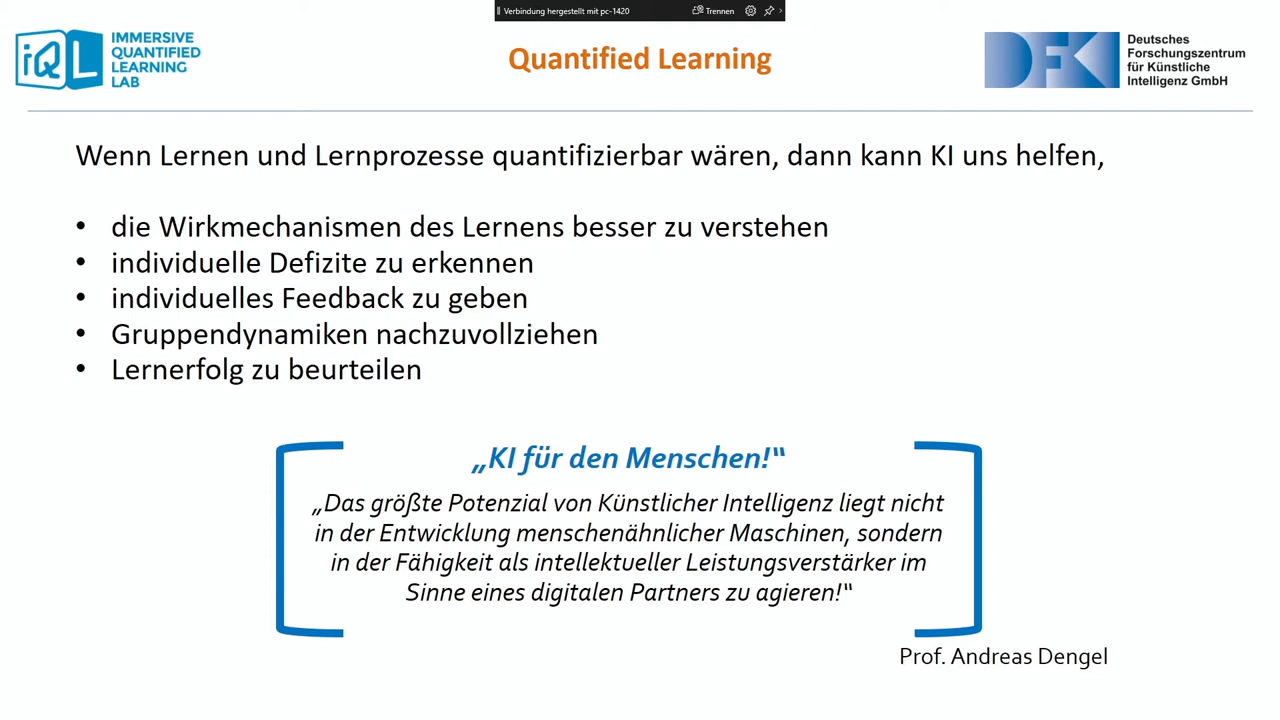 Verbindung hergestellt mit pc-1420
Trennen
iQL
IMMERSIVE
QUANTIFIED
LEARNING
LAB
Quantified Learning
DFKI
Deutsches
Forschungszentrum
für Künstliche
Intelligenz GmbH
Wenn Lernen und Lernprozesse quantifizierbar wären, dann kann KI uns helfen,
• die Wirkmechanismen des Lernens besser zu verstehen
• individuelle Defizite zu erkennen
• individuelles Feedback zu geben
• Gruppendynamiken nachzuvollziehen
• Lernerfolg zu beurteilen
„KI für den Menschen!“
„Das größte Potenzial von Künstlicher Intelligenz liegt nicht
in der Entwicklung menschenähnlicher Maschinen, sondern
in der Fähigkeit als intellektueller Leistungsverstärker im
Sinne eines digitalen Partners zu agieren!“
Prof. Andreas Dengel